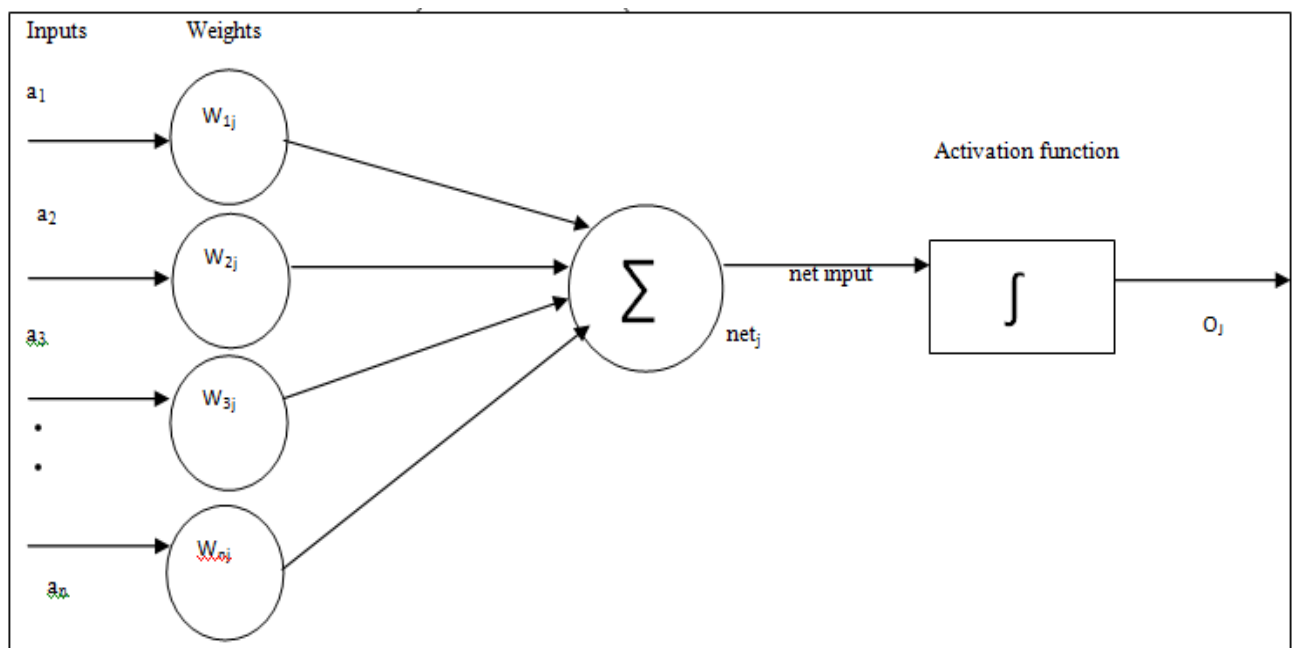 Inputs Weights
a₁
W₁ⱼ
Activation function
a₂
W₂ⱼ
net input
∑
∫
a₃
netⱼ
Oⱼ
W₃ⱼ
Wₙⱼ
aₙ